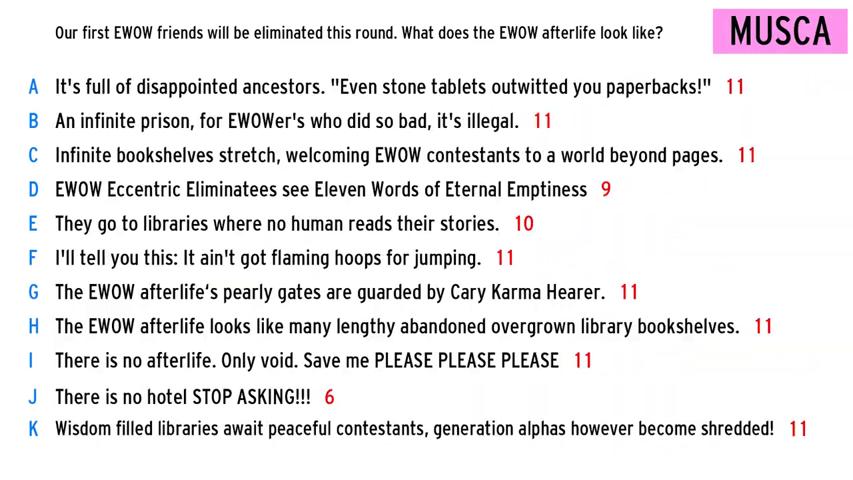 Our first EWOW friends will be eliminated this round. What does the EWOW afterlife look like?
MUSCA
A It's full of disappointed ancestors. "Even stone tablets outwitted you paperbacks!" 11
B An infinite prison, for EWOWer's who did so bad, it's illegal. 11
C Infinite bookshelves stretch, welcoming EWOW contestants to a world beyond pages. 11
D EWOW Eccentric Eliminatees see Eleven Words of Eternal Emptiness 9
E They go to libraries where no human reads their stories. 10
F I'll tell you this: It ain't got flaming hoops for jumping. 11
G The EWOW afterlife‘s pearly gates are guarded by Cary Karma Hearer. 11
H The EWOW afterlife looks like many lengthy abandoned overgrown library bookshelves. 11
I There is no afterlife. Only void. Save me PLEASE PLEASE PLEASE 11
J There is no hotel STOP ASKING!!! 6
K Wisdom filled libraries await peaceful contestants, generation alphas however become shredded! 11